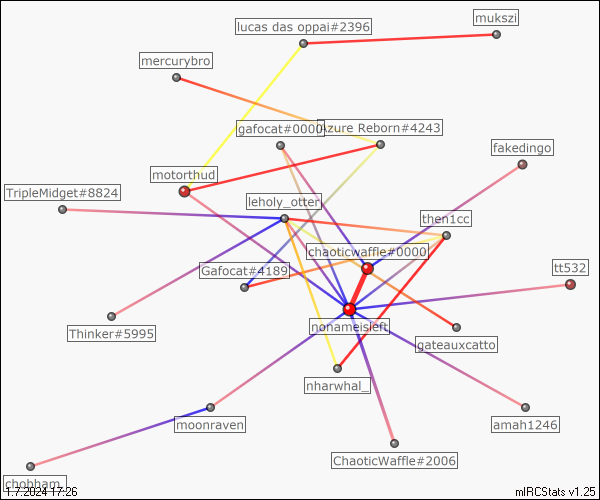 mukszi
lucas das oppai#2396
mercurybro
gafocat#0000
Azure Reborn#4243
fakedingo
motorthud
TripleMidget#8824
leholy_otter
then1cc
chaoticwaffle#0000
Gafocat#4189
tt532
nonameisleft
Thinker#5995
gateauxcatto
nharwhal_
moonraven
amah1246
ChaoticWaffle#2006
chobham_
1.7.2024 17:26
mIRCStats v1.25